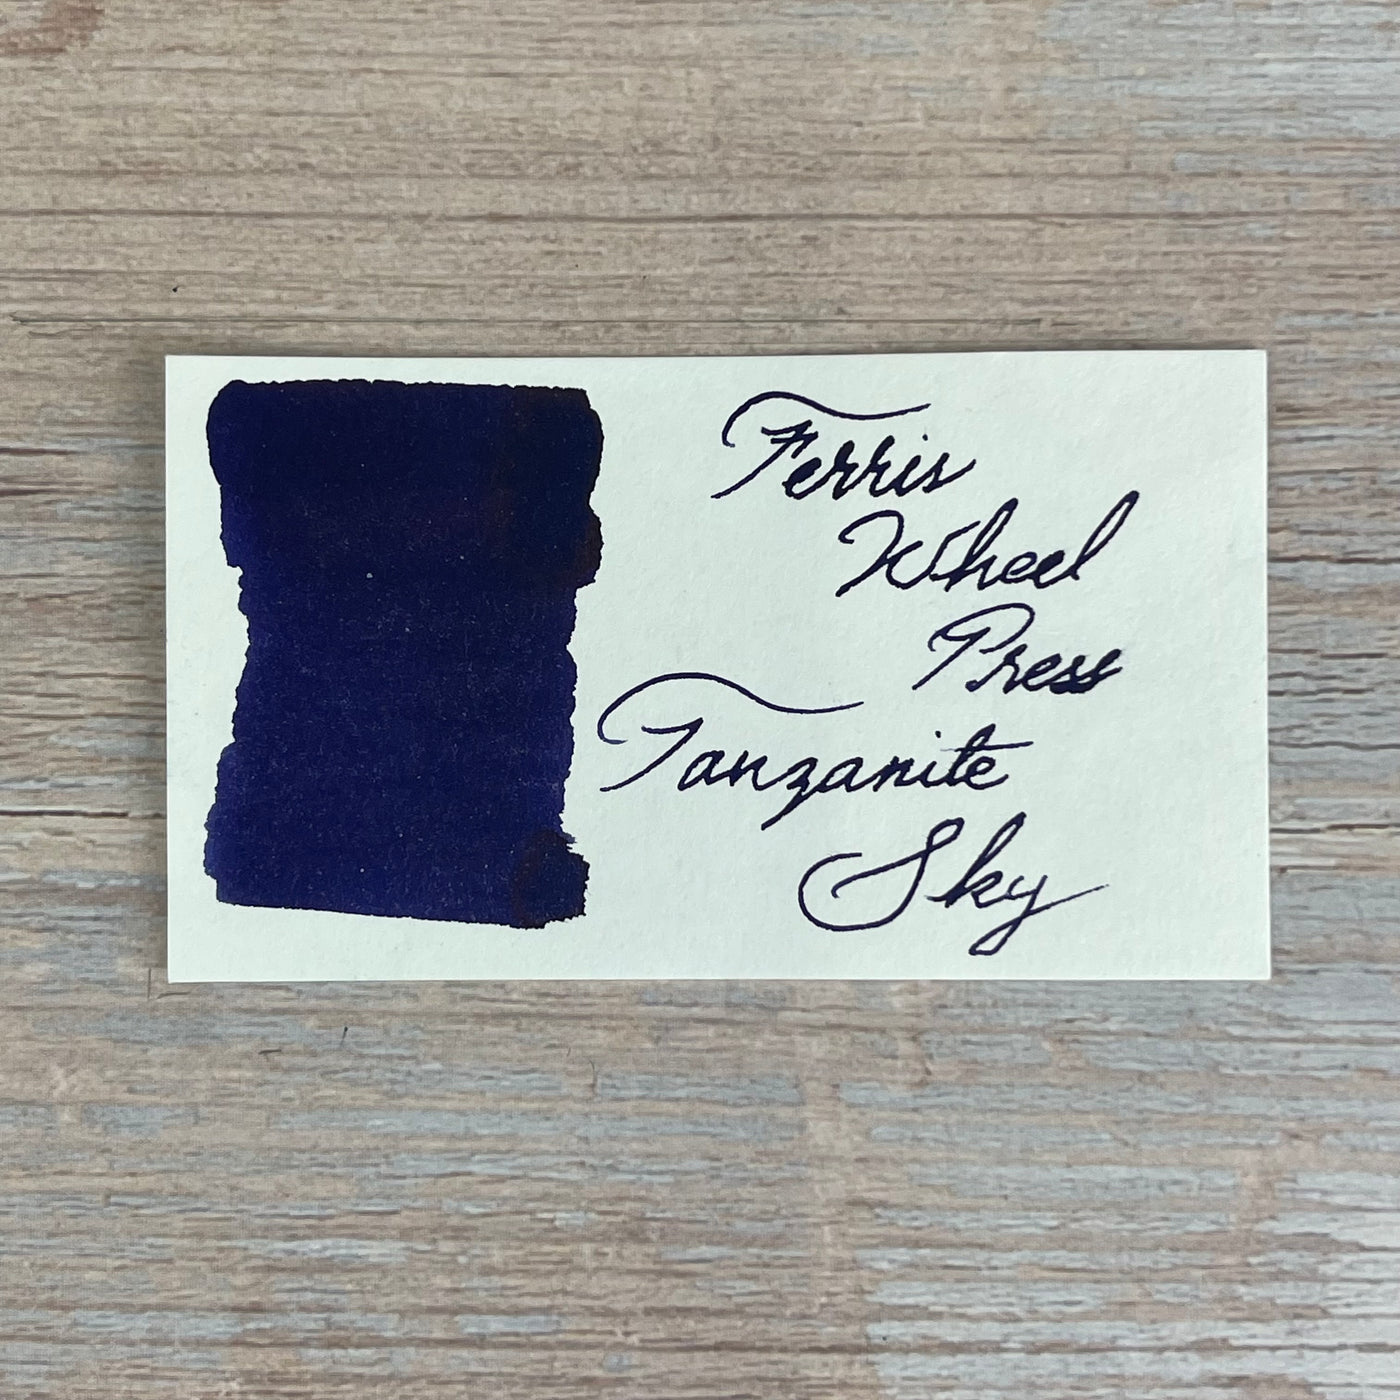 Ferris
Wheel
Press
Tanzanite
Sky